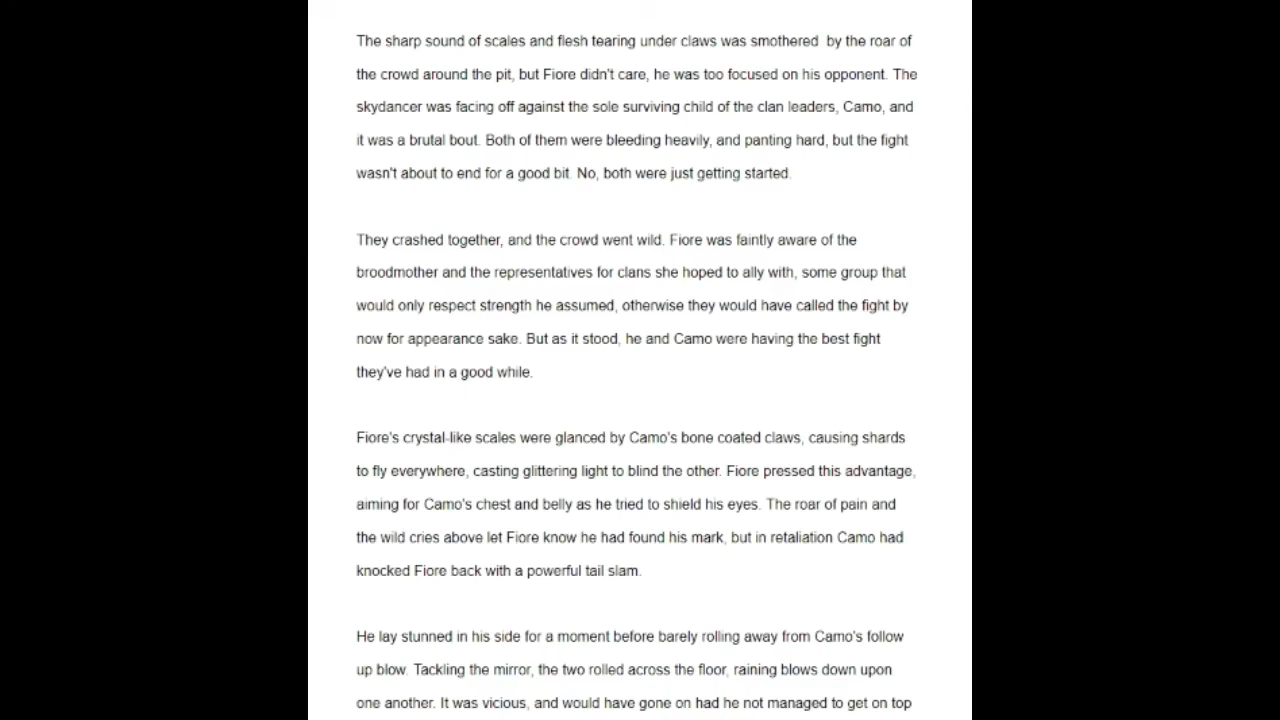 The sharp sound of scales and flesh tearing under claws was smothered  by the roar of
the crowd around the pit, but Fiore didn't care, he was too focused on his opponent. The
skydancer was facing off against the sole surviving child of the clan leaders, Camo, and
it was a brutal bout. Both of them were bleeding heavily, and panting hard, but the fight
wasn't about to end for a good bit. No, both were just getting started.
They crashed together, and the crowd went wild. Fiore was faintly aware of the
broodmother and the representatives for clans she hoped to ally with, some group that
would only respect strength he assumed, otherwise they would have called the fight by
now for appearance sake. But as it stood, he and Camo were having the best fight
they've had in a good while.
Fiore's crystal-like scales were glanced by Camo's bone coated claws, causing shards
to fly everywhere, casting glittering light to blind the other. Fiore pressed this advantage,
aiming for Camo's chest and belly as he tried to shield his eyes. The roar of pain and
the wild cries above let Fiore know he had found his mark, but in retaliation Camo had
knocked Fiore back with a powerful tail slam.
He lay stunned in his side for a moment before barely rolling away from Camo's follow
up blow. Tackling the mirror, the two rolled across the floor, raining blows down upon
one another. It was vicious, and would have gone on had he not managed to get on top